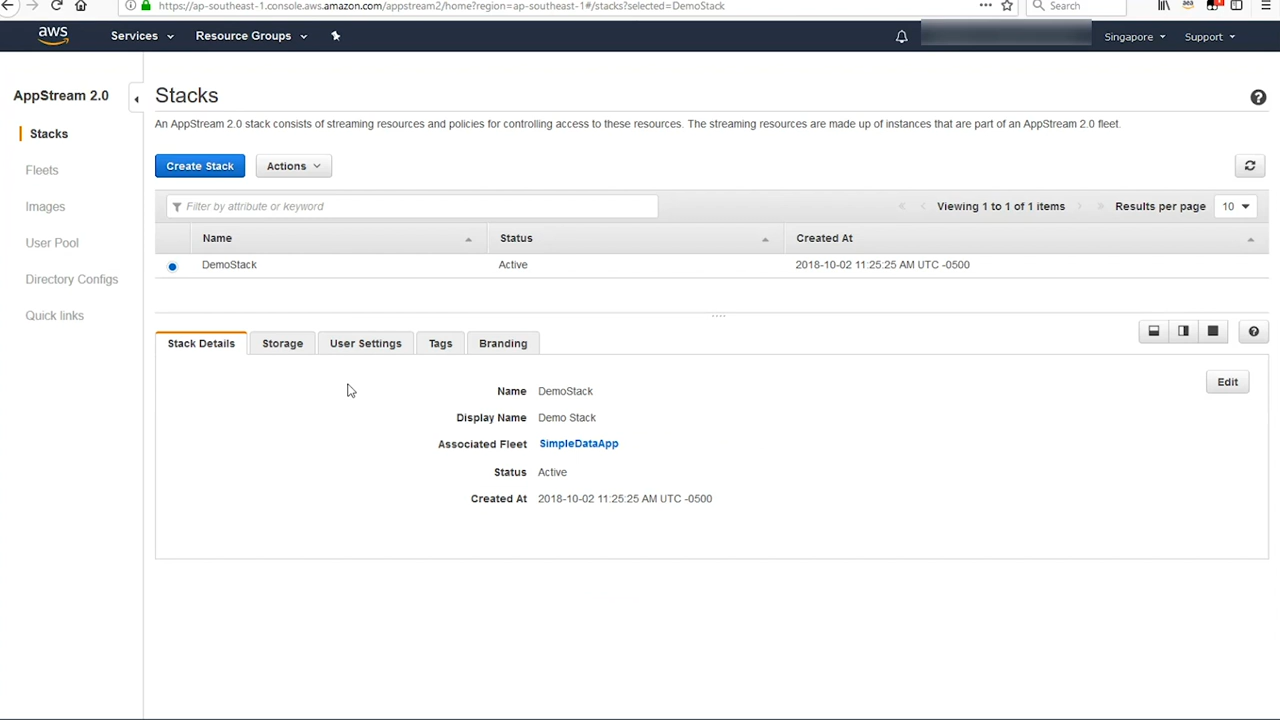 https://ap-southeast-1.console.aws.amazon.com/appstream2/home?region=ap-southeast-1#/stacks?selected=DemoStack
Search
aws
Services
Resource Groups
Singapore
Support
AppStream 2.0
Stacks
Fleets
Images
User Pool
Directory Configs
Quick links
Stacks
An AppStream 2.0 stack consists of streaming resources and policies for controlling access to these resources. The streaming resources are made up of instances that are part of an AppStream 2.0 fleet.
Create Stack
Actions
Filter by attribute or keyword
Viewing 1 to 1 of 1 items
Results per page
10
Name Status Created At
DemoStack Active 2018-10-02 11:25:25 AM UTC -0500
Stack Details Storage User Settings Tags Branding
Edit
Name DemoStack
Display Name Demo Stack
Associated Fleet SimpleDataApp
Status Active
Created At 2018-10-02 11:25:25 AM UTC -0500